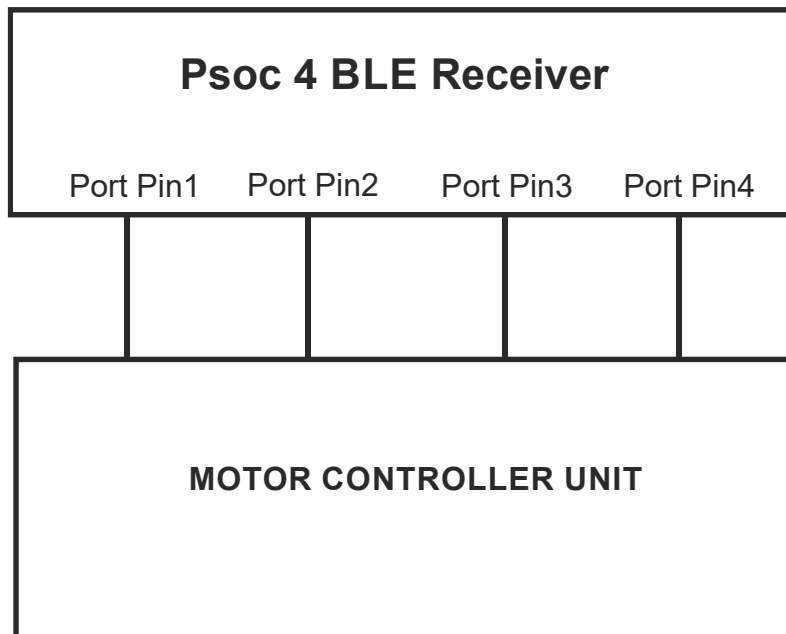 Psoc 4 BLE Receiver
Port Pin1 Port Pin2 Port Pin3 Port Pin4
MOTOR CONTROLLER UNIT